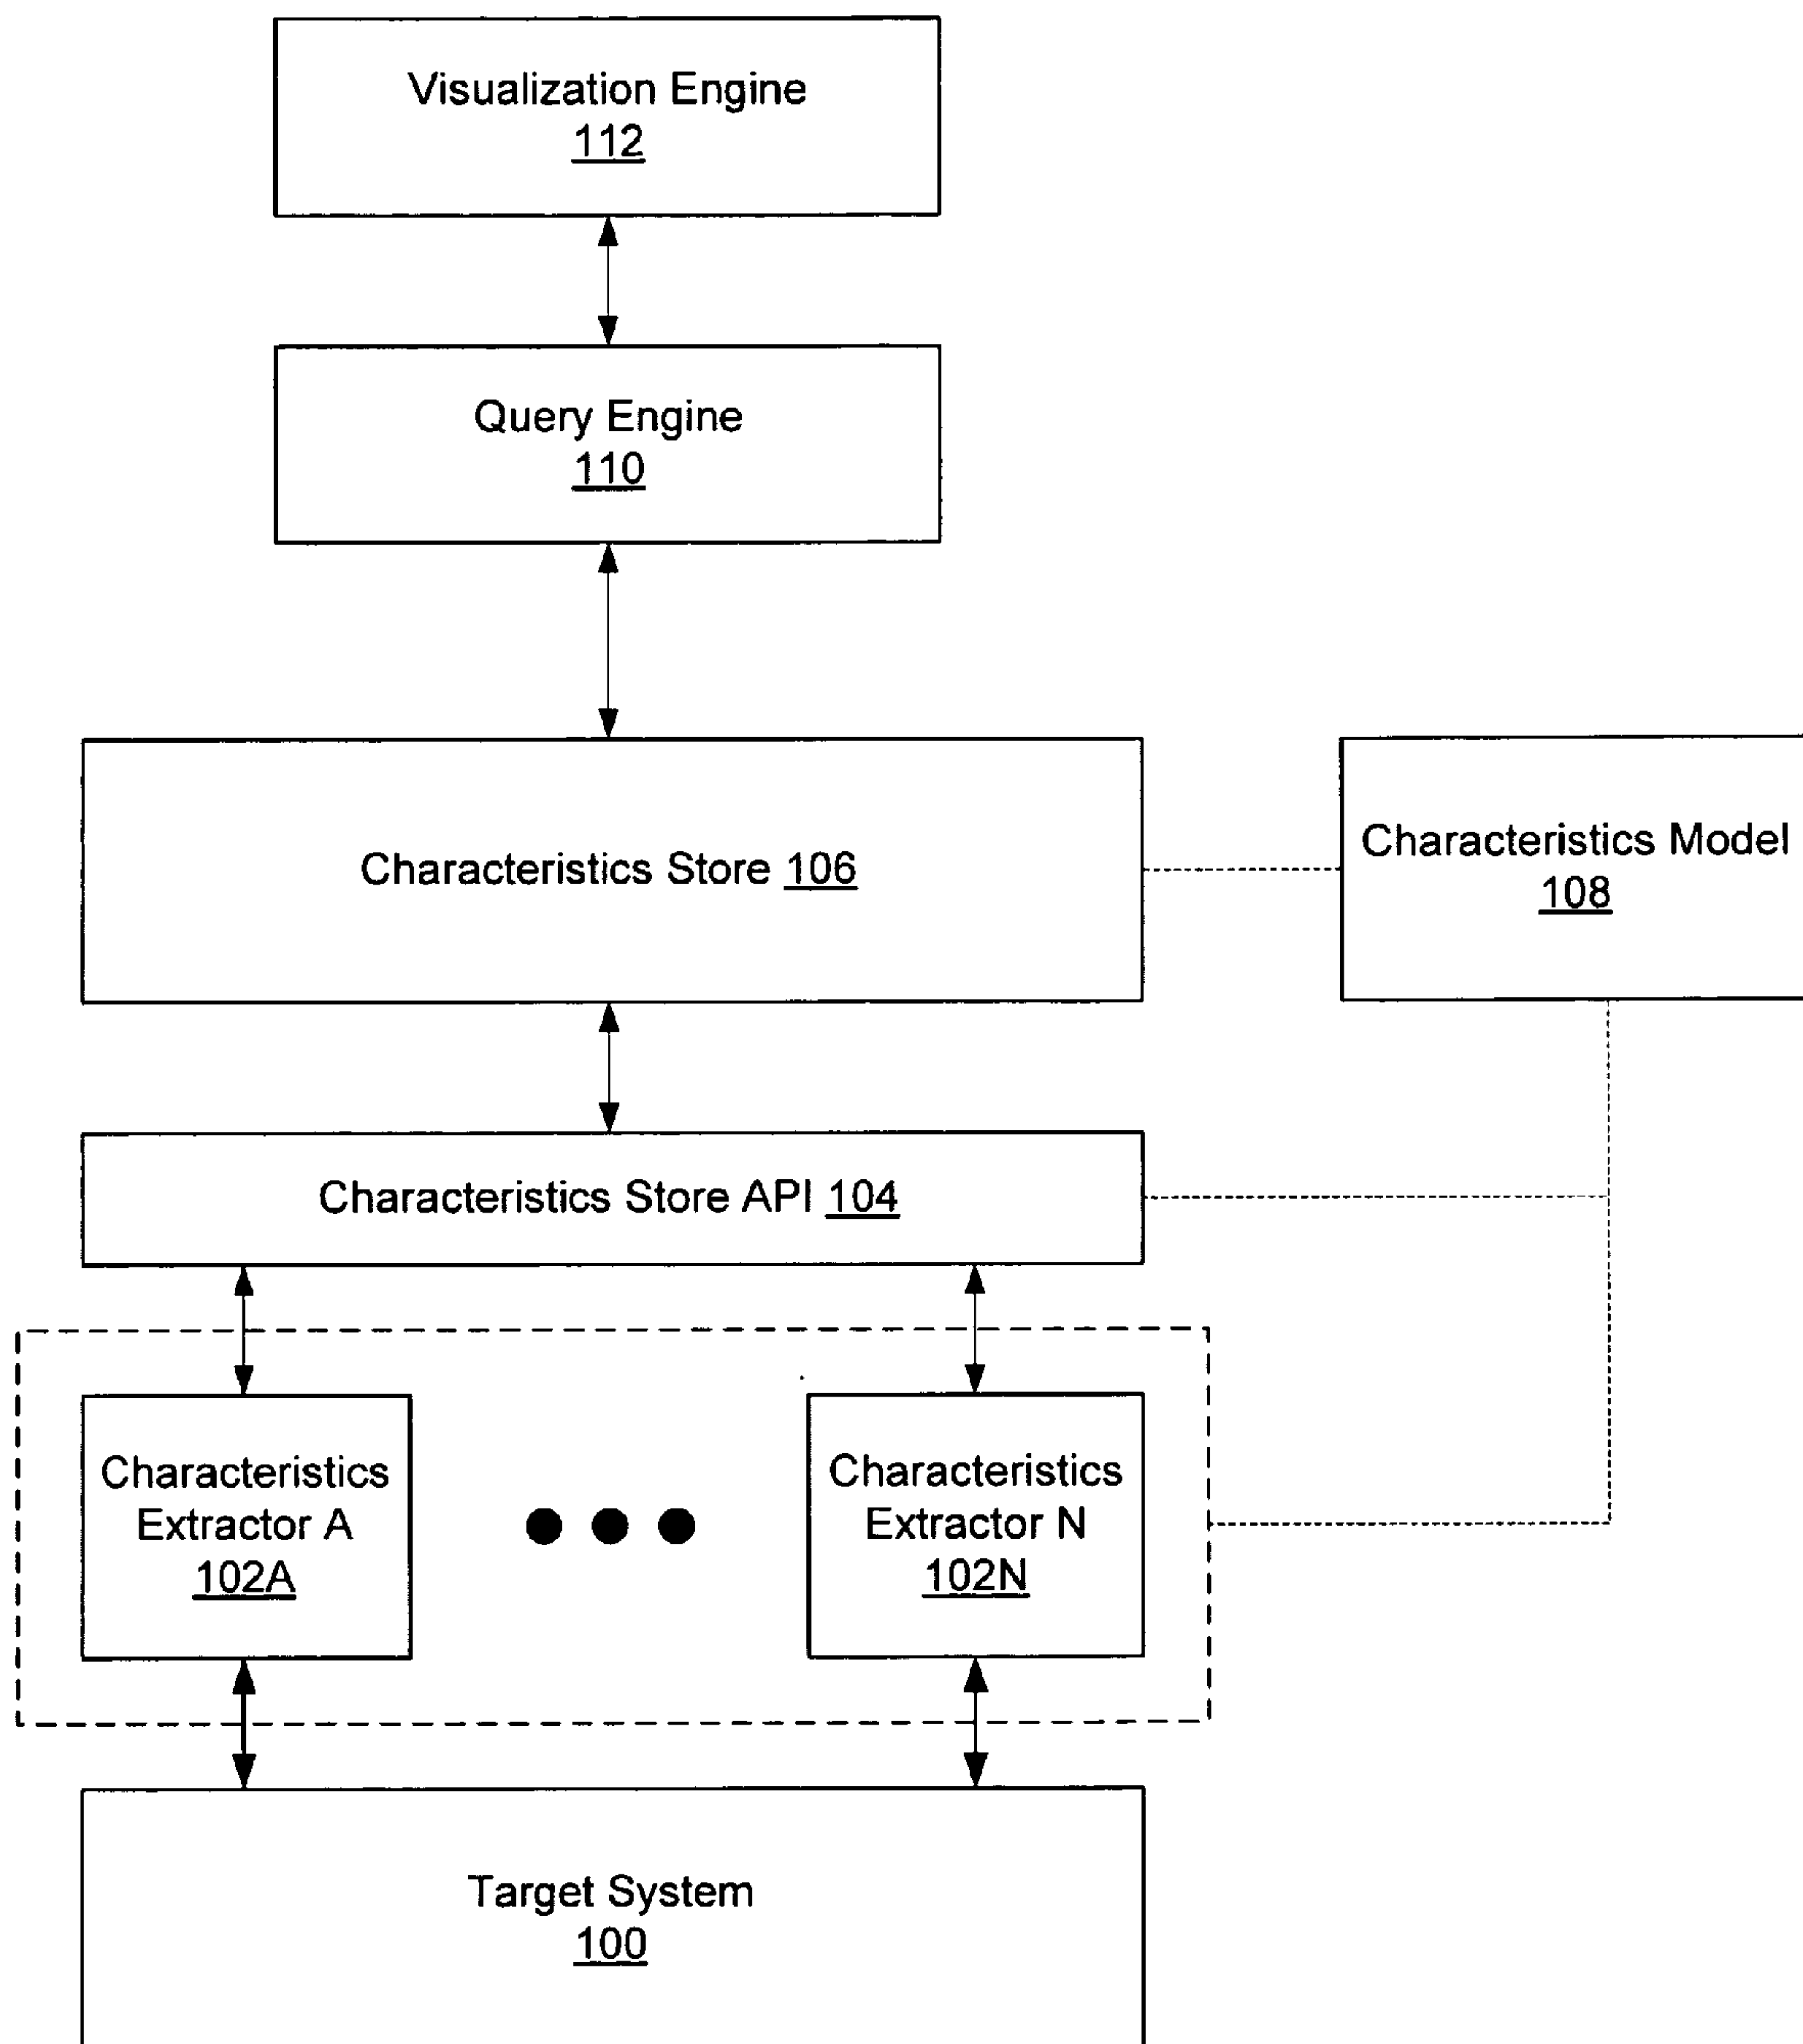 Visualization Engine
112
Query Engine
110
Characteristics Store 106
Characteristics Model
108
Characteristics Store API 104
Characteristics
Extractor A
102A
Characteristics
Extractor N
102N
Target System
100